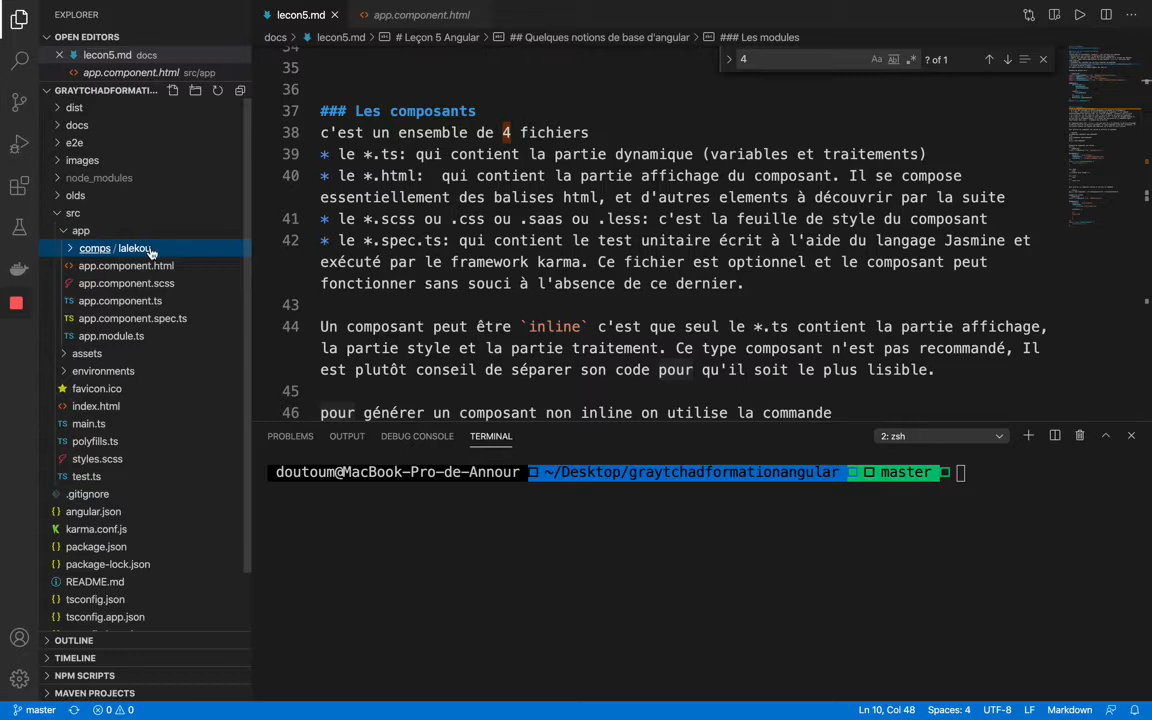 EXPLORER
OPEN EDITORS
lecon5.md docs
app.component.html src/app
GRAYTCHADFORMATI...
dist
docs
e2e
images
node_modules
olds
src
app
comps / lalekou
app.component.html
app.component.scss
TS app.component.ts
TS app.component.spec.ts
TS app.module.ts
assets
environments
favicon.ico
index.html
TS main.ts
TS polyfills.ts
styles.scss
TS test.ts
.gitignore
{} angular.json
karma.conf.js
{} package.json
{} package-lock.json
README.md
{} tsconfig.json
{} tsconfig.app.json
OUTLINE
TIMELINE
NPM SCRIPTS
MAVEN PROJECTS
lecon5.md
app.component.html
docs > lecon5.md > # Leçon 5 Angular > ## Quelques notions de base d'angular > ### Les modules
4 Aa Abl .* ? of 1
34
35
36
37 ### Les composants
38 c'est un ensemble de 4 fichiers
39 * le *.ts: qui contient la partie dynamique (variables et traitements)
40 * le *.html:  qui contient la partie affichage du composant. Il se compose
essentiellement des balises html, et d'autres elements à découvrir par la suite
41 * le *.scss ou .css ou .saas ou .less: c'est la feuille de style du composant
42 * le *.spec.ts: qui contient le test unitaire écrit à l'aide du langage Jasmine et
exécuté par le framework karma. Ce fichier est optionnel et le composant peut
fonctionner sans souci à l'absence de ce dernier.
43
44 Un composant peut être `inline` c'est que seul le *.ts contient la partie affichage,
la partie style et la partie traitement. Ce type composant n'est pas recommandé, Il
est plutôt conseil de séparer son code pour qu'il soit le plus lisible.
45
46 pour générer un composant non inline on utilise la commande
PROBLEMS OUTPUT DEBUG CONSOLE TERMINAL 2: zsh
doutoum@MacBook-Pro-de-Annour ~/Desktop/graytchadformationangular master
master 0 0 Ln 10, Col 48 Spaces: 4 UTF-8 LF Markdown